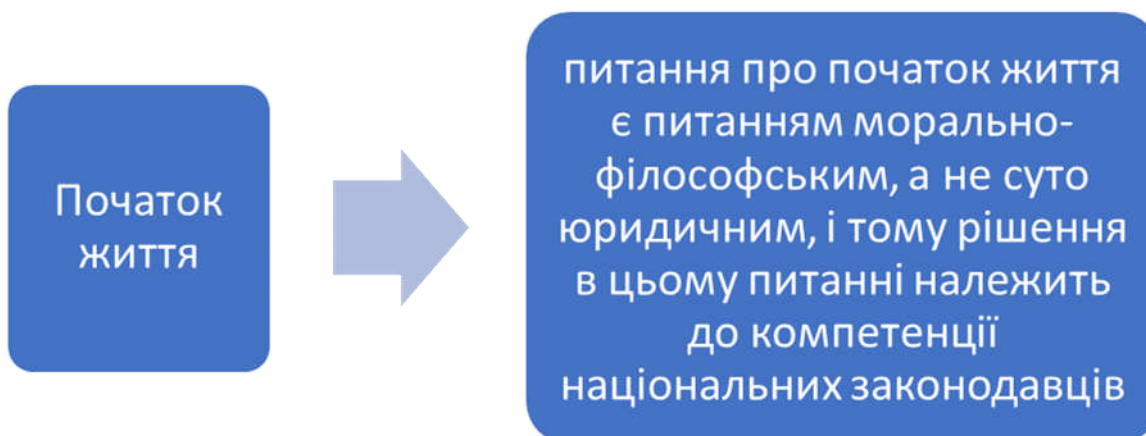 Початок
життя
питання про початок життя
є питанням морально-
філософським, а не суто
юридичним, і тому рішення
в цьому питанні належить
до компетенції
національних законодавців